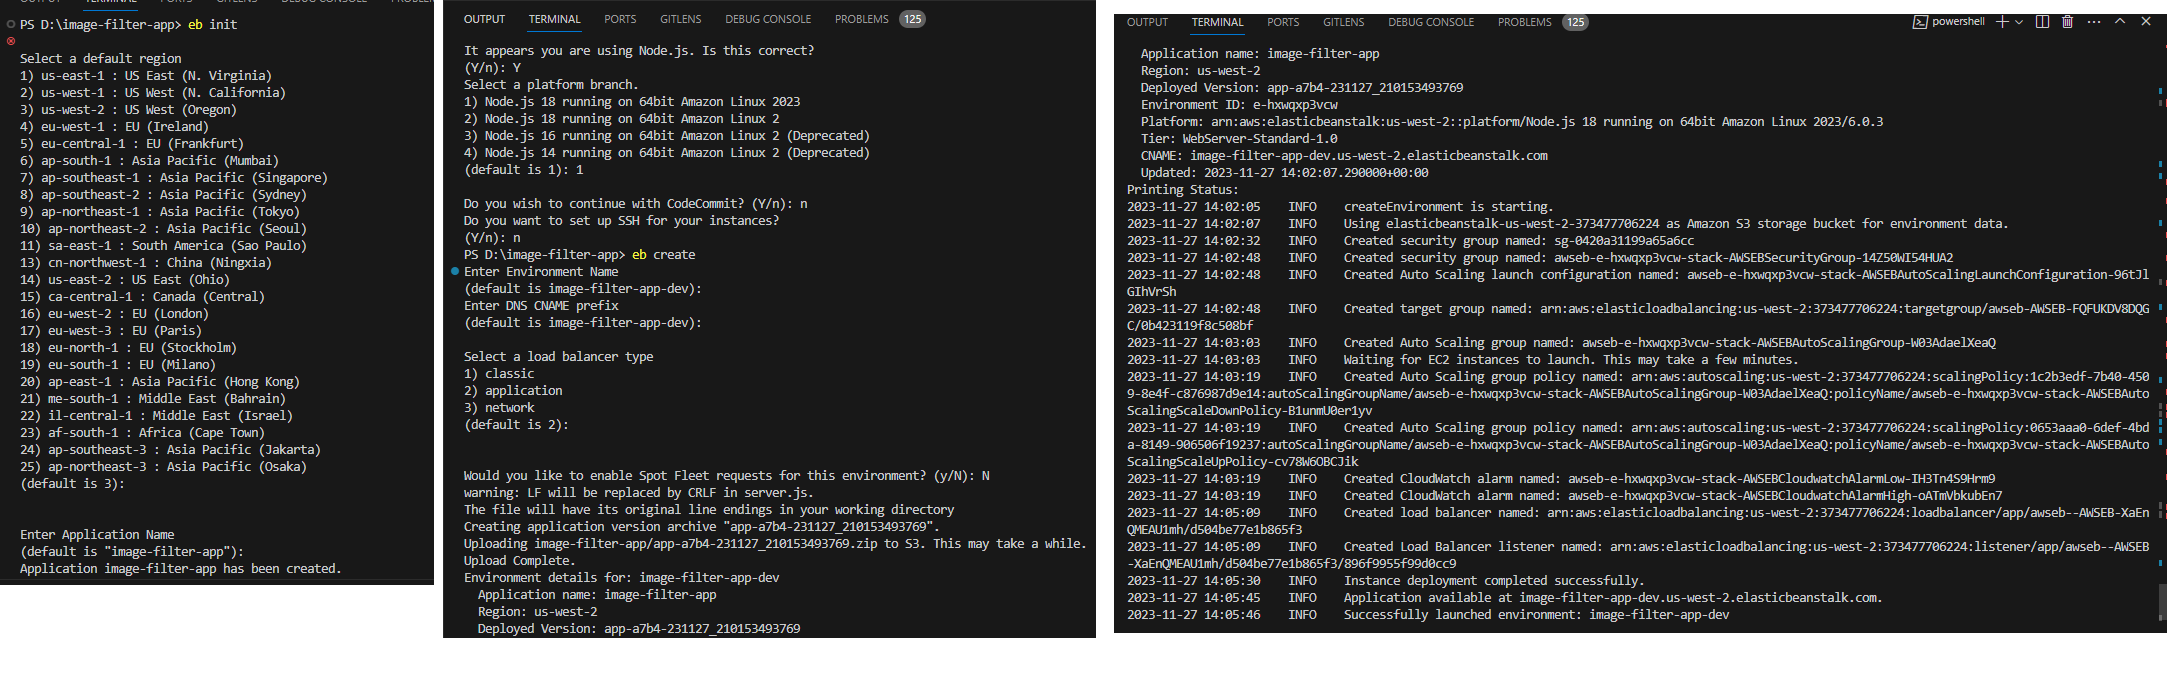 TERMINAL
PS D:\image-filter-app> eb init
Select a default region
1) us-east-1 : US East (N. Virginia)
2) us-west-1 : US West (N. California)
3) us-west-2 : US West (Oregon)
4) eu-west-1 : EU (Ireland)
5) eu-central-1 : EU (Frankfurt)
6) ap-south-1 : Asia Pacific (Mumbai)
7) ap-southeast-1 : Asia Pacific (Singapore)
8) ap-southeast-2 : Asia Pacific (Sydney)
9) ap-northeast-1 : Asia Pacific (Tokyo)
10) ap-northeast-2 : Asia Pacific (Seoul)
11) sa-east-1 : South America (Sao Paulo)
13) cn-northwest-1 : China (Ningxia)
14) us-east-2 : US East (Ohio)
15) ca-central-1 : Canada (Central)
16) eu-west-2 : EU (London)
17) eu-west-3 : EU (Paris)
18) eu-north-1 : EU (Stockholm)
19) eu-south-1 : EU (Milano)
20) ap-east-1 : Asia Pacific (Hong Kong)
21) me-south-1 : Middle East (Bahrain)
22) il-central-1 : Middle East (Israel)
23) af-south-1 : Africa (Cape Town)
24) ap-southeast-3 : Asia Pacific (Jakarta)
25) ap-northeast-3 : Asia Pacific (Osaka)
(default is 3):
Enter Application Name
(default is "image-filter-app"):
Application image-filter-app has been created.
OUTPUT TERMINAL PORTS GITLENS DEBUG CONSOLE PROBLEMS 125
It appears you are using Node.js. Is this correct?
(Y/n): Y
Select a platform branch.
1) Node.js 18 running on 64bit Amazon Linux 2023
2) Node.js 18 running on 64bit Amazon Linux 2
3) Node.js 16 running on 64bit Amazon Linux 2 (Deprecated)
4) Node.js 14 running on 64bit Amazon Linux 2 (Deprecated)
(default is 1): 1
Do you wish to continue with CodeCommit? (Y/n): n
Do you want to set up SSH for your instances?
(Y/n): n
PS D:\image-filter-app> eb create
Enter Environment Name
(default is image-filter-app-dev):
Enter DNS CNAME prefix
(default is image-filter-app-dev):
Select a load balancer type
1) classic
2) application
3) network
(default is 2):
Would you like to enable Spot Fleet requests for this environment? (y/N): N
warning: LF will be replaced by CRLF in server.js.
The file will have its original line endings in your working directory
Creating application version archive "app-a7b4-231127_210153493769".
Uploading image-filter-app/app-a7b4-231127_210153493769.zip to S3. This may take a while.
Upload Complete.
Environment details for: image-filter-app-dev
Application name: image-filter-app
Region: us-west-2
Deployed Version: app-a7b4-231127_210153493769
OUTPUT TERMINAL PORTS GITLENS DEBUG CONSOLE PROBLEMS 125 powershell
Application name: image-filter-app
Region: us-west-2
Deployed Version: app-a7b4-231127_210153493769
Environment ID: e-hxwqxp3vcw
Platform: arn:aws:elasticbeanstalk:us-west-2::platform/Node.js 18 running on 64bit Amazon Linux 2023/6.0.3
Tier: WebServer-Standard-1.0
CNAME: image-filter-app-dev.us-west-2.elasticbeanstalk.com
Updated: 2023-11-27 14:02:07.290000+00:00
Printing Status:
2023-11-27 14:02:05 INFO createEnvironment is starting.
2023-11-27 14:02:07 INFO Using elasticbeanstalk-us-west-2-373477706224 as Amazon S3 storage bucket for environment data.
2023-11-27 14:02:32 INFO Created security group named: sg-0420a31199a65a6cc
2023-11-27 14:02:48 INFO Created security group named: awseb-e-hxwqxp3vcw-stack-AWSEBSecurityGroup-14Z50WI54HUA2
2023-11-27 14:02:48 INFO Created Auto Scaling launch configuration named: awseb-e-hxwqxp3vcw-stack-AWSEBAutoScalingLaunchConfiguration-96tJl
GIhVrSh
2023-11-27 14:02:48 INFO Created target group named: arn:aws:elasticloadbalancing:us-west-2:373477706224:targetgroup/awseb-AWSEB-FQFUKDV8DQG
C/0b423119f8c508bf
2023-11-27 14:03:03 INFO Created Auto Scaling group named: awseb-e-hxwqxp3vcw-stack-AWSEBAutoScalingGroup-W03AdaelXeaQ
2023-11-27 14:03:03 INFO Waiting for EC2 instances to launch. This may take a few minutes.
2023-11-27 14:03:19 INFO Created Auto Scaling group policy named: arn:aws:autoscaling:us-west-2:373477706224:scalingPolicy:1c2b3edf-7b40-450
9-8e4f-c876987d9e14:autoScalingGroupName/awseb-e-hxwqxp3vcw-stack-AWSEBAutoScalingGroup-W03AdaelXeaQ:policyName/awseb-e-hxwqxp3vcw-stack-AWSEBAuto
ScalingScaleDownPolicy-B1unmU0er1yv
2023-11-27 14:03:19 INFO Created Auto Scaling group policy named: arn:aws:autoscaling:us-west-2:373477706224:scalingPolicy:0653aaa0-6def-4bd
a-8149-906506f19237:autoScalingGroupName/awseb-e-hxwqxp3vcw-stack-AWSEBAutoScalingGroup-W03AdaelXeaQ:policyName/awseb-e-hxwqxp3vcw-stack-AWSEBAuto
ScalingScaleUpPolicy-cv78W6OBCJik
2023-11-27 14:03:19 INFO Created CloudWatch alarm named: awseb-e-hxwqxp3vcw-stack-AWSEBCloudwatchAlarmLow-IH3Tn4S9Hrm9
2023-11-27 14:03:19 INFO Created CloudWatch alarm named: awseb-e-hxwqxp3vcw-stack-AWSEBCloudwatchAlarmHigh-oATmVbkubEn7
2023-11-27 14:05:09 INFO Created load balancer named: arn:aws:elasticloadbalancing:us-west-2:373477706224:loadbalancer/app/awseb--AWSEB-XaEn
QMEAU1mh/d504be77e1b865f3
2023-11-27 14:05:09 INFO Created Load Balancer listener named: arn:aws:elasticloadbalancing:us-west-2:373477706224:listener/app/awseb--AWSEB
-XaEnQMEAU1mh/d504be77e1b865f3/896f9955f99d0cc9
2023-11-27 14:05:30 INFO Instance deployment completed successfully.
2023-11-27 14:05:45 INFO Application available at image-filter-app-dev.us-west-2.elasticbeanstalk.com.
2023-11-27 14:05:46 INFO Successfully launched environment: image-filter-app-dev